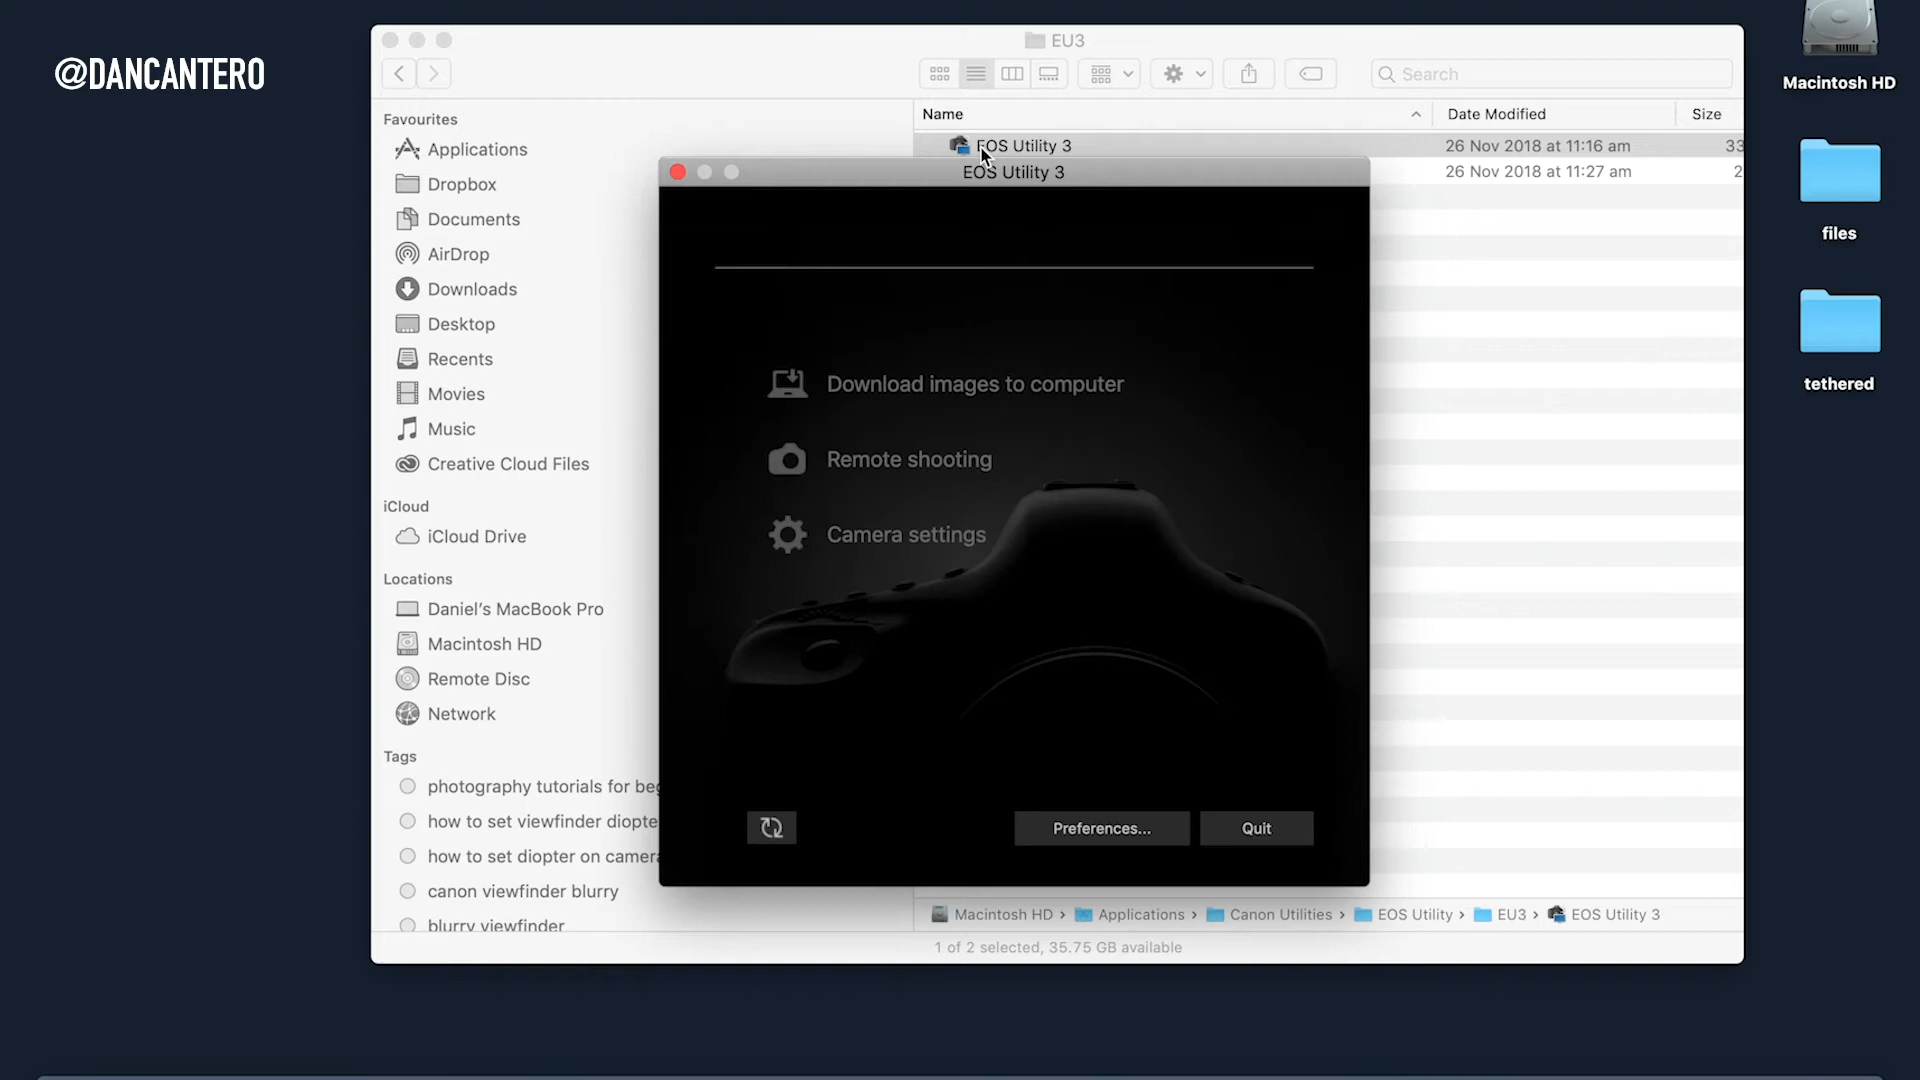 @DANCANTERO
EU3
Search
Macintosh HD
files
tethered
Favourites
Applications
Dropbox
Documents
AirDrop
Downloads
Desktop
Recents
Movies
Music
Creative Cloud Files
iCloud
iCloud Drive
Locations
Daniel's MacBook Pro
Macintosh HD
Remote Disc
Network
Tags
photography tutorials for be
how to set viewfinder diopte
how to set diopter on camera
canon viewfinder blurry
blurry viewfinder
Name
Date Modified
Size
EOS Utility 3
26 Nov 2018 at 11:16 am
33
26 Nov 2018 at 11:27 am
2
EOS Utility 3
Download images to computer
Remote shooting
Camera settings
Preferences...
Quit
Macintosh HD › Applications › Canon Utilities › EOS Utility › EU3 › EOS Utility 3
1 of 2 selected, 35.75 GB available